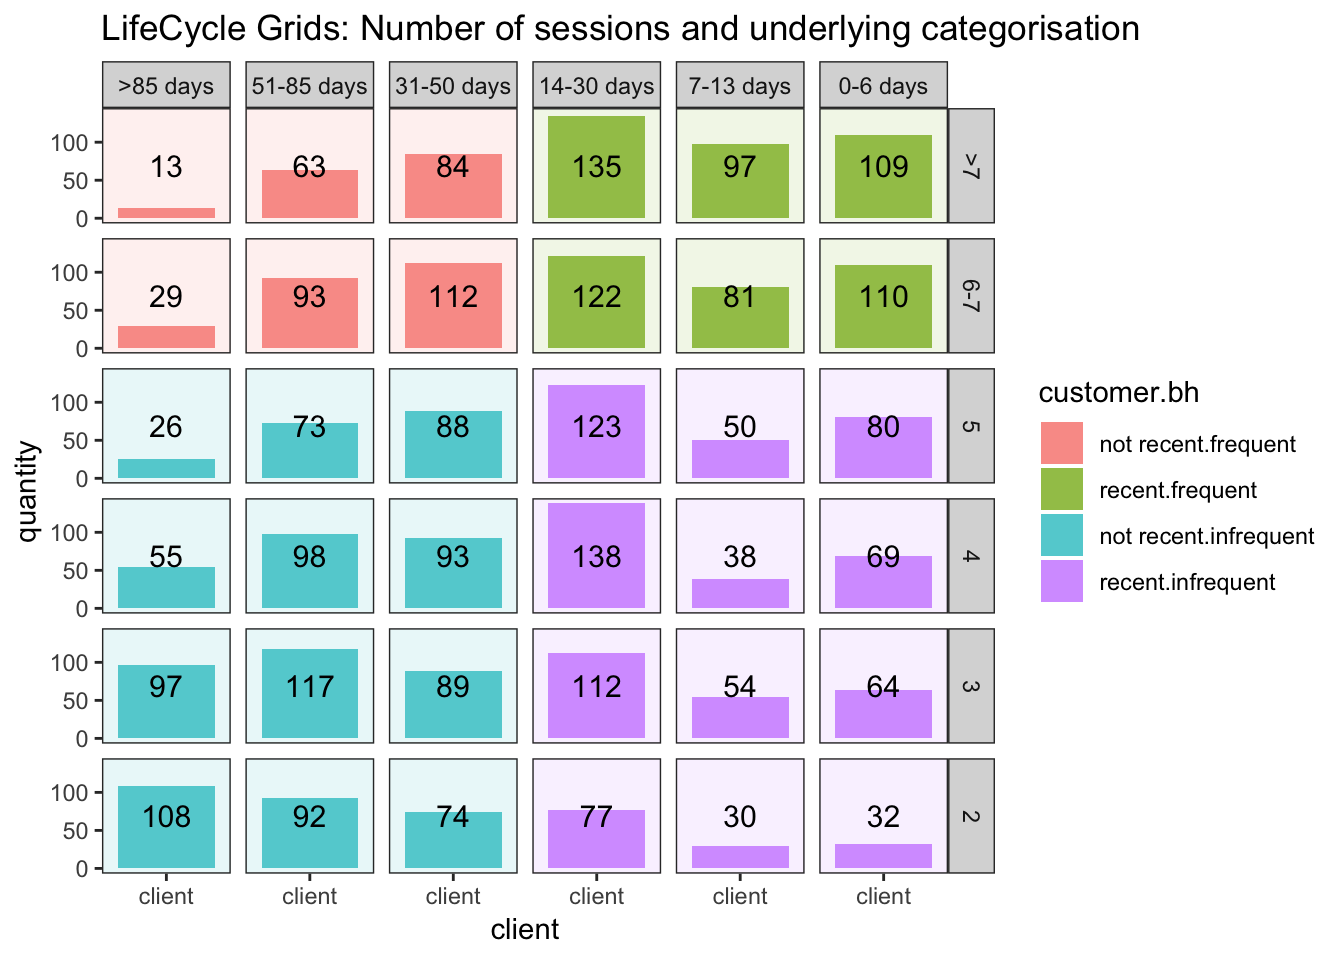 LifeCycle Grids: Number of sessions and underlying categorisation
>85 days 51-85 days 31-50 days 14-30 days 7-13 days 0-6 days
100
50
0
13 63 84 135 97 109
>7
100
50
0
29 93 112 122 81 110
6-7
100
50
0
26 73 88 123 50 80
5
100
50
0
55 98 93 138 38 69
4
100
50
0
97 117 89 112 54 64
3
100
50
0
108 92 74 77 30 32
2
client client client client client client
client
quantity
customer.bh
not recent.frequent
recent.frequent
not recent.infrequent
recent.infrequent